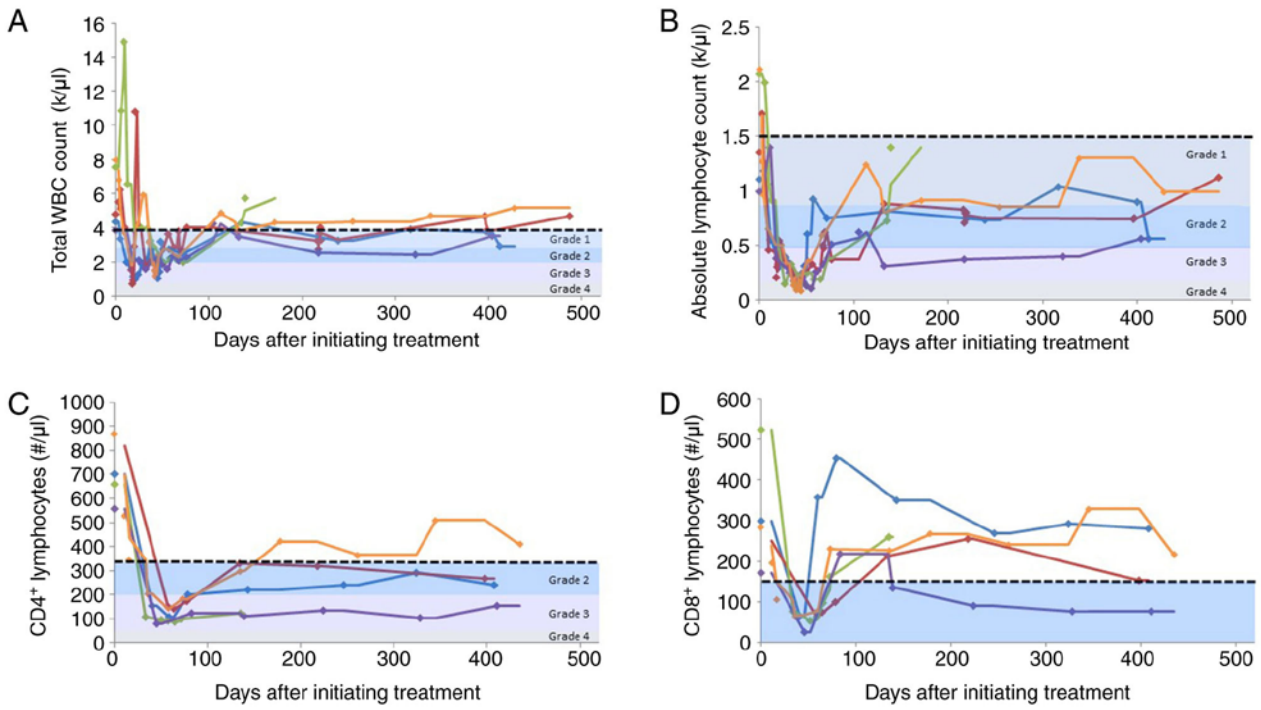 A
Total WBC count (k/µl)
16
14
12
10
8
6
4
2
0
Grade 1
Grade 2
Grade 3
Grade 4
0 100 200 300 400 500
Days after initiating treatment
B
Absolute lymphocyte count (k/µl)
2.5
2
1.5
1
0.5
0
Grade 1
Grade 2
Grade 3
Grade 4
0 100 200 300 400 500
Days after initiating treatment
C
CD4+ lymphocytes (#/µl)
1000
900
800
700
600
500
400
300
200
100
0
Grade 2
Grade 3
Grade 4
0 100 200 300 400 500
Days after initiating treatment
D
CD8+ lymphocytes (#/µl)
600
500
400
300
200
100
0
0 100 200 300 400 500
Days after initiating treatment